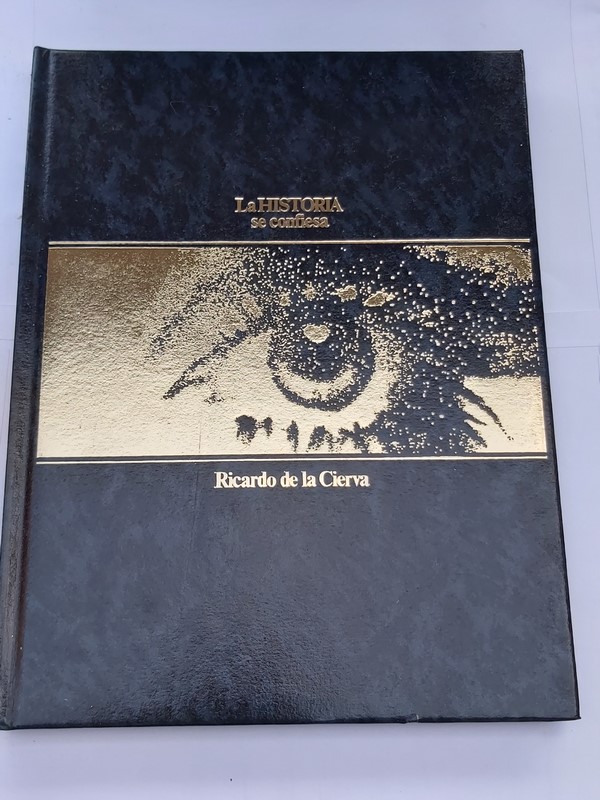 La HISTORIA
se confiesa
Ricardo de la Cierva